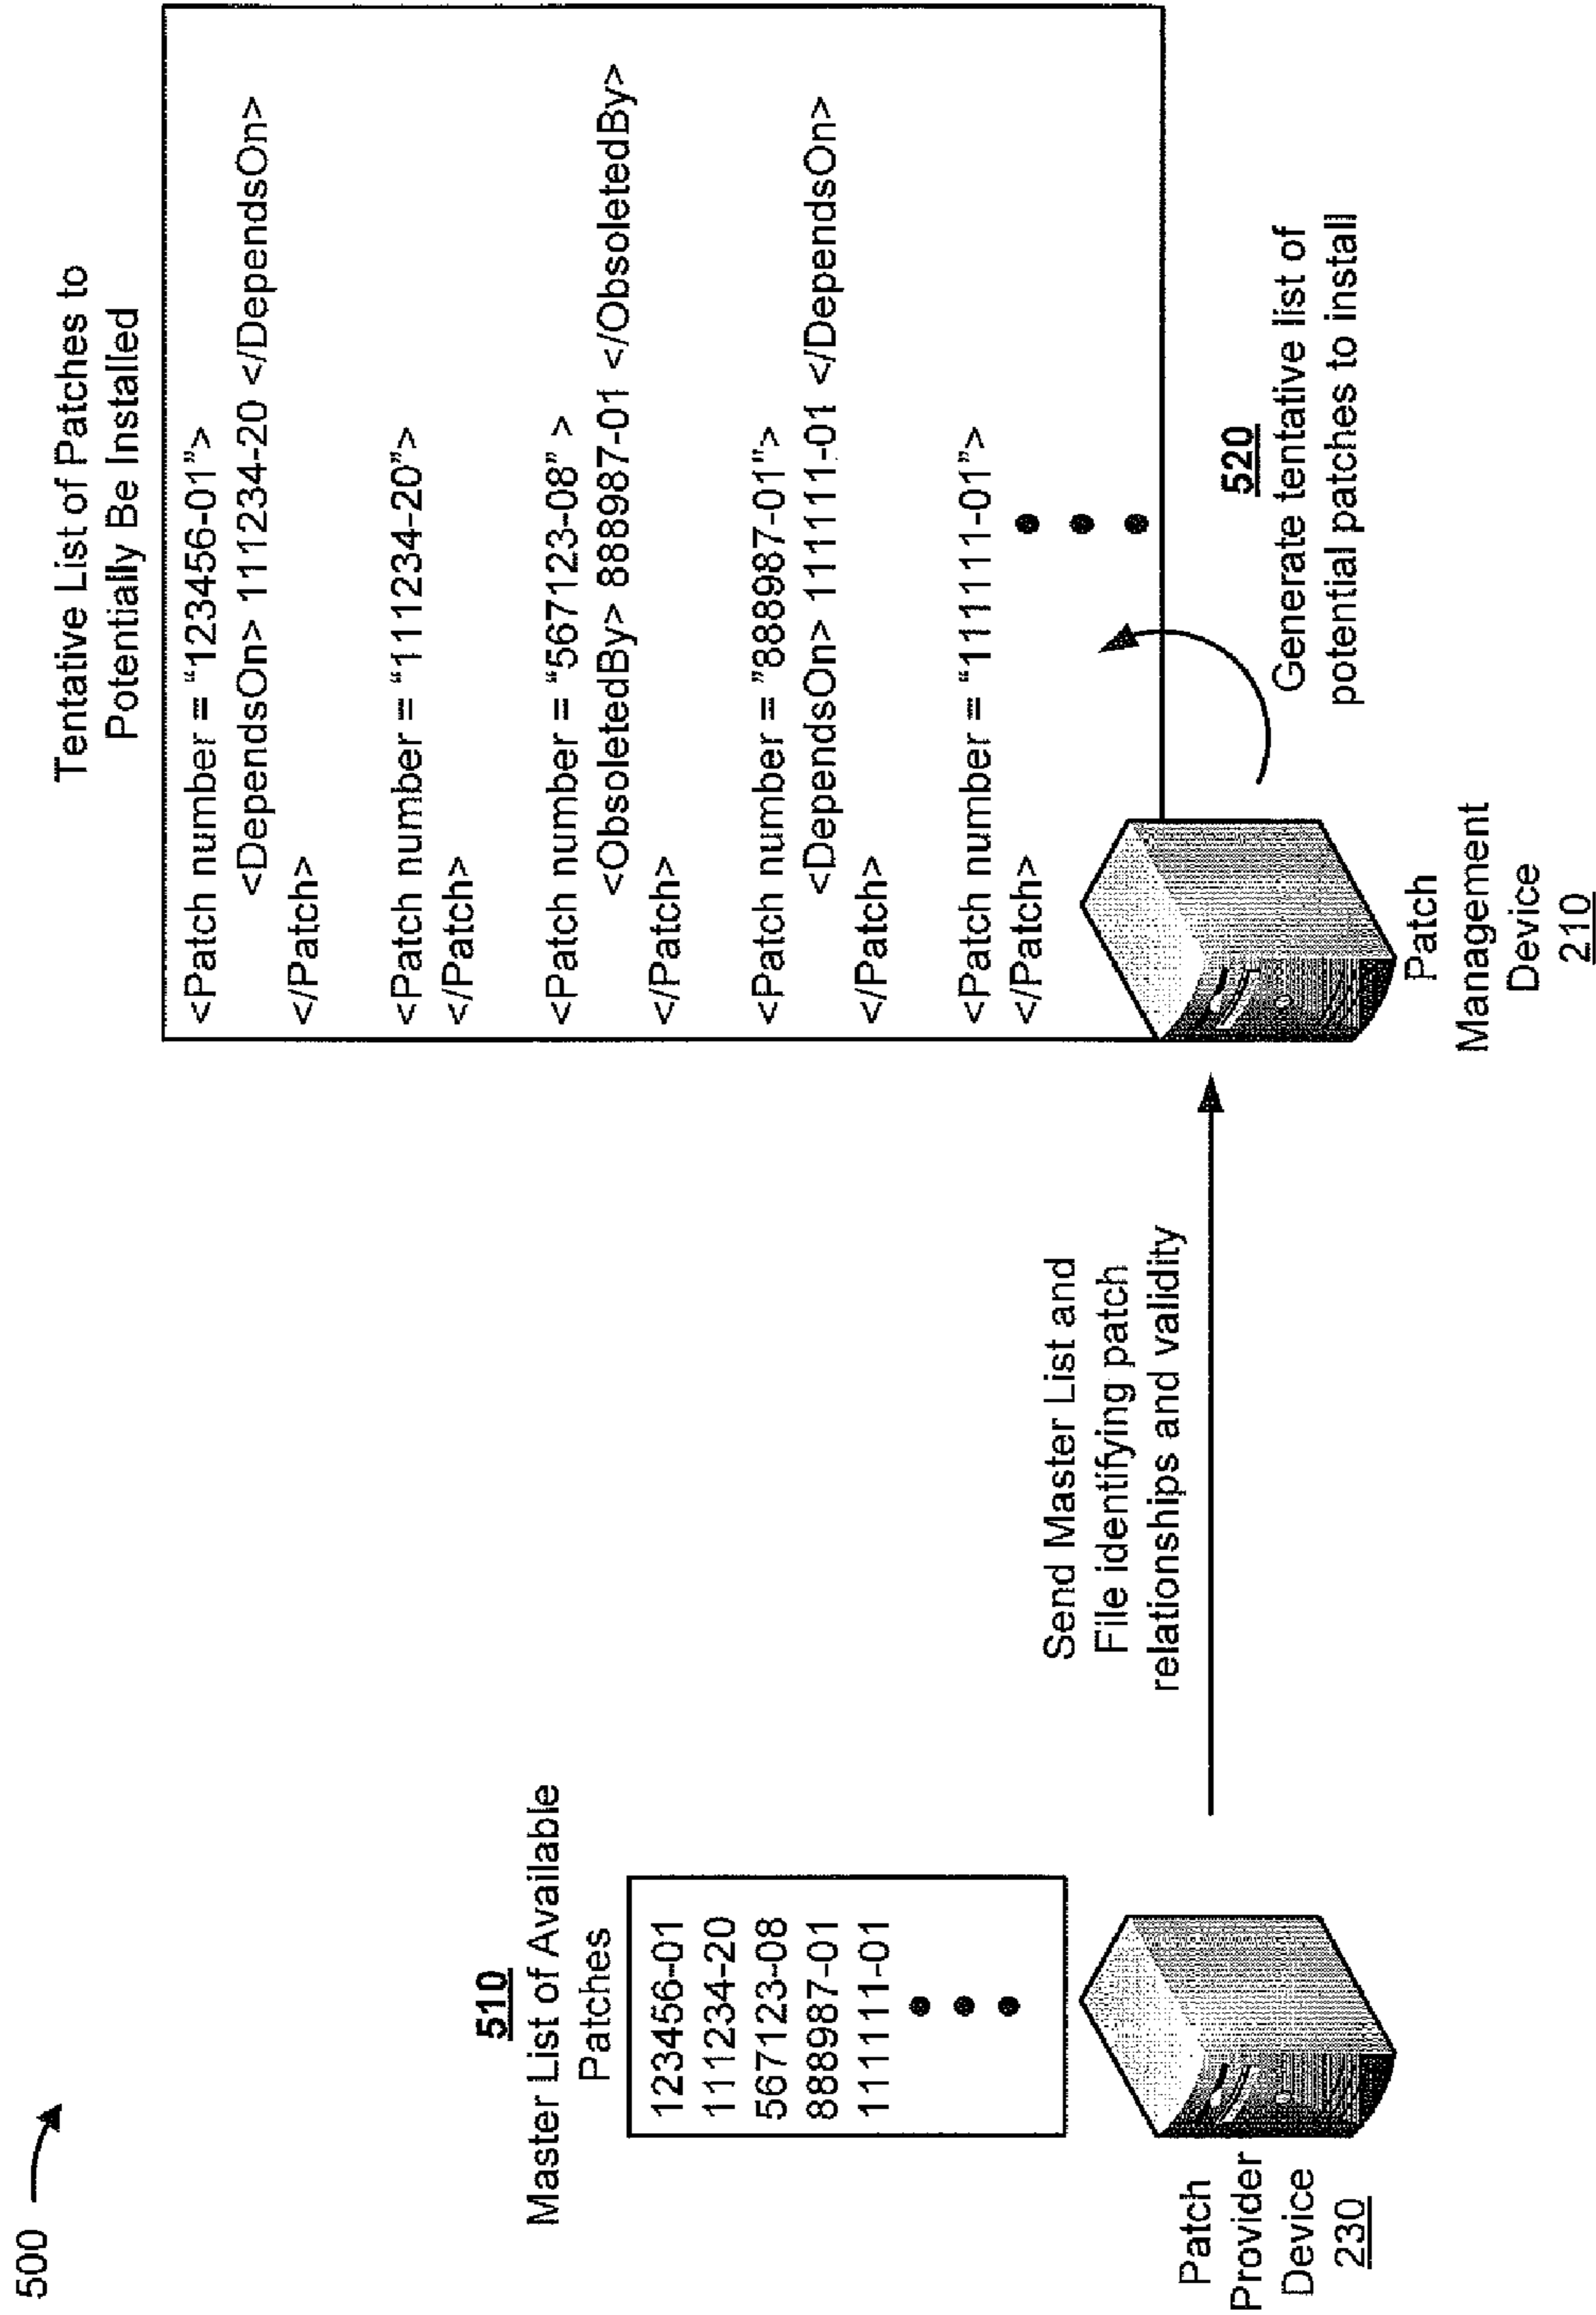 500
510
Master List of Available
Patches
123456-01
111234-20
567123-08
888987-01
111111-01
Patch
Provider
Device
230
Send Master List and
File identifying patch
relationships and validity
Tentative List of Patches to
Potentially Be Installed
<Patch number = “123456-01”>
<DependsOn> 111234-20 </DependsOn>
</Patch>
<Patch number = “111234-20”>
</Patch>
<Patch number = “567123-08” >
<ObsoletedBy> 888987-01 </ObsoletedBy>
</Patch>
<Patch number = ”888987-01">
<DependsOn> 111111-01 </DependsOn>
</Patch>
<Patch number = “111111-01”>
</Patch>
520
Generate tentative list of
potential patches to install
Patch
Management
Device
210